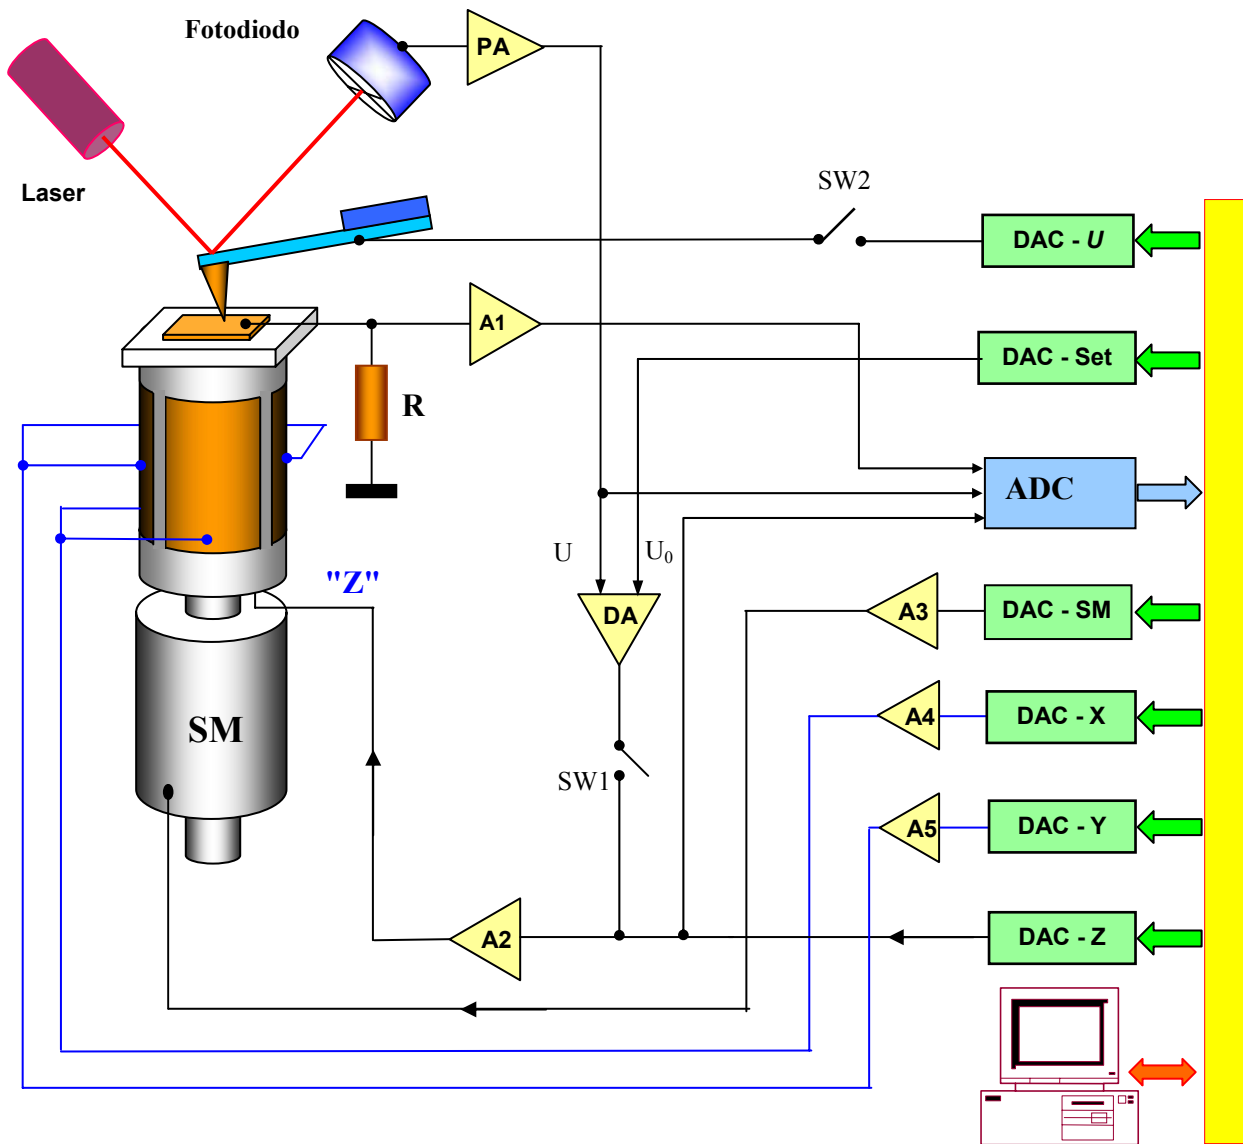 Fotodiodo
PA
Laser
SW2
DAC - U
A1
DAC - Set
R
ADC
U
U₀
"Z"
DA
A3
DAC - SM
SM
A4
DAC - X
SW1
A5
DAC - Y
A2
DAC - Z